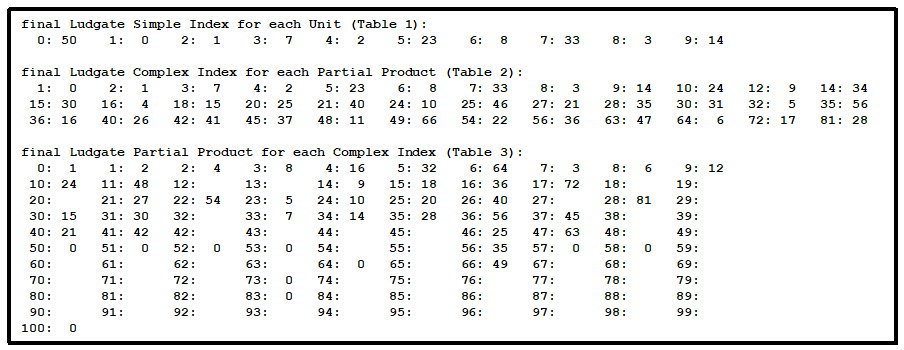 final Ludgate Simple Index for each Unit (Table 1):
0: 50 1: 0 2: 1 3: 7 4: 2 5: 23 6: 8 7: 33 8: 3 9: 14
final Ludgate Complex Index for each Partial Product (Table 2):
1: 0 2: 1 3: 7 4: 2 5: 23 6: 8 7: 33 8: 3 9: 14 10: 24 12: 9 14: 34
15: 30 16: 4 18: 15 20: 25 21: 40 24: 10 25: 46 27: 21 28: 35 30: 31 32: 5 35: 56
36: 16 40: 26 42: 41 45: 37 48: 11 49: 66 54: 22 56: 36 63: 47 64: 6 72: 17 81: 28
final Ludgate Partial Product for each Complex Index (Table 3):
0: 1 1: 2 2: 4 3: 8 4: 16 5: 32 6: 64 7: 3 8: 6 9: 12
10: 24 11: 48 12: 13: 14: 9 15: 18 16: 36 17: 72 18: 19:
20: 21: 27 22: 54 23: 5 24: 10 25: 20 26: 40 27: 28: 81 29:
30: 15 31: 30 32: 33: 7 34: 14 35: 28 36: 56 37: 45 38: 39:
40: 21 41: 42 42: 43: 44: 45: 46: 25 47: 63 48: 49:
50: 0 51: 0 52: 0 53: 0 54: 55: 56: 35 57: 0 58: 0 59:
60: 61: 62: 63: 64: 0 65: 66: 49 67: 68: 69:
70: 71: 72: 73: 0 74: 75: 76: 77: 78: 79:
80: 81: 82: 83: 0 84: 85: 86: 87: 88: 89:
90: 91: 92: 93: 94: 95: 96: 97: 98: 99:
100: 0